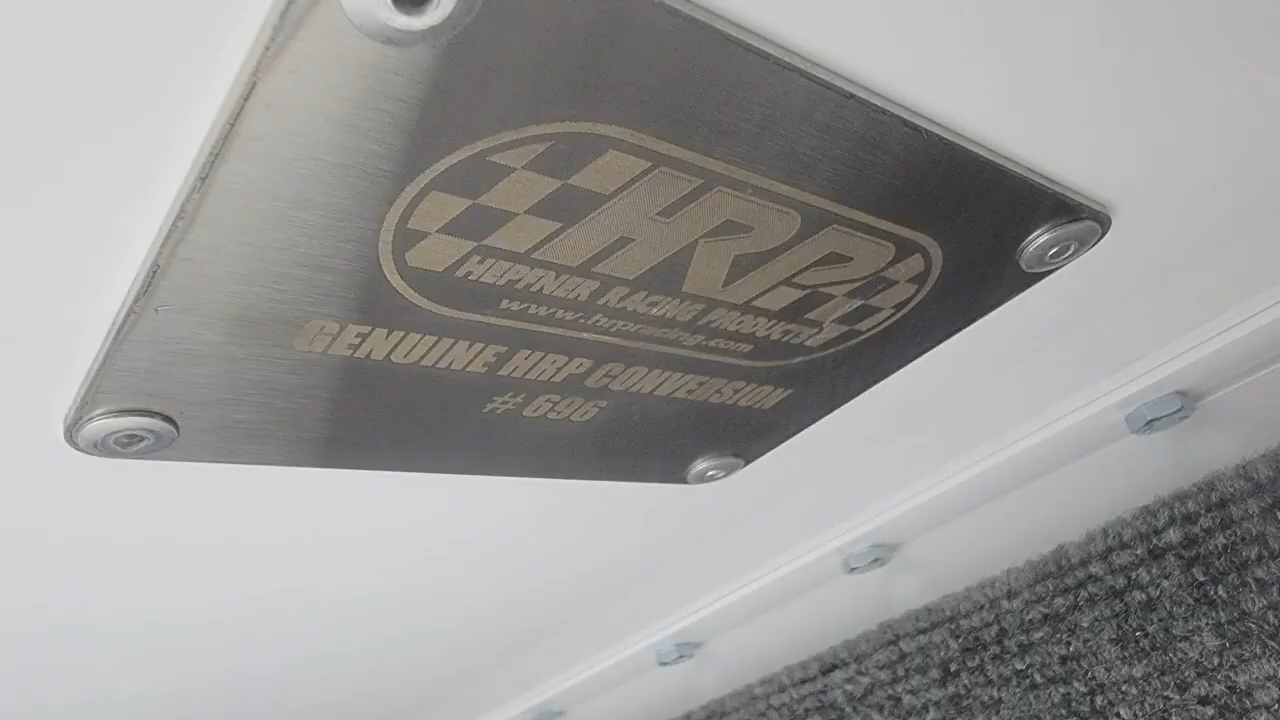 HRP
HEPFNER RACING PRODUCTS
www.hrpracing.com
GENUINE HRP CONVERSION
# 696